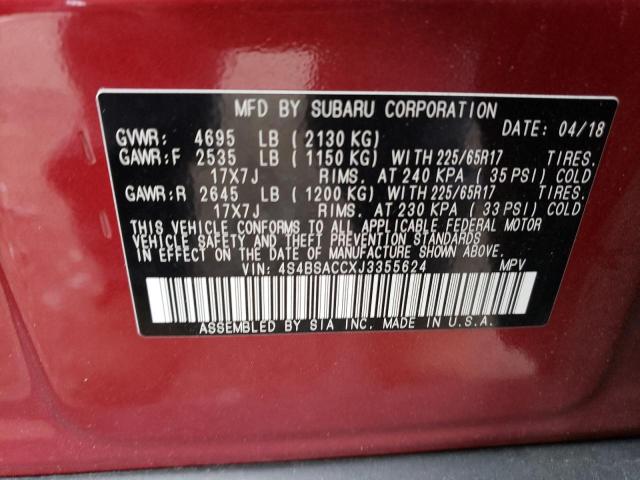 MFD BY SUBARU CORPORATION
DATE: 04/18
GVWR: 4695 LB ( 2130 KG)
GAWR:F 2535 LB ( 1150 KG) WITH 225/65R17 TIRES.
17X7J RIMS. AT 240 KPA ( 35 PSI) COLD
GAWR:R 2645 LB ( 1200 KG) WITH 225/65R17 TIRES.
17X7J RIMS. AT 230 KPA ( 33 PSI) COLD
THIS VEHICLE CONFORMS TO ALL APPLICABLE FEDERAL MOTOR
VEHICLE SAFETY AND THEFT PREVENTION STANDARDS
IN EFFECT ON THE DATE OF MANUFACTURE SHOWN ABOVE.
VIN: 4S4BSACCXJ3355624 MPV
ASSEMBLED BY SIA INC. MADE IN U.S.A.